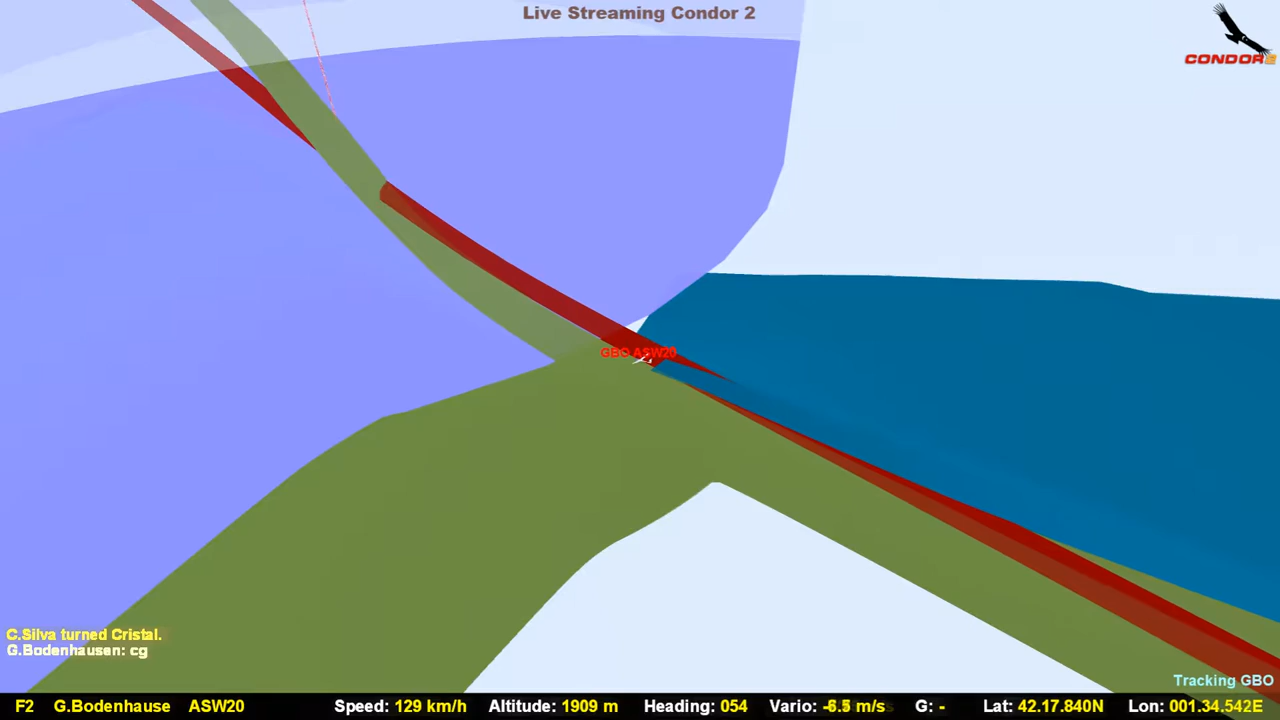 Live Streaming Condor 2
CONDOR2
GBO ASW20
C.Silva turned Cristal.
G.Bodenhausen: cg
Tracking GBO
F2 G.Bodenhause ASW20 Speed: 129 km/h Altitude: 1909 m Heading: 054 Vario: m/s G: - Lat: 42.17.840N Lon: 001.34.542E